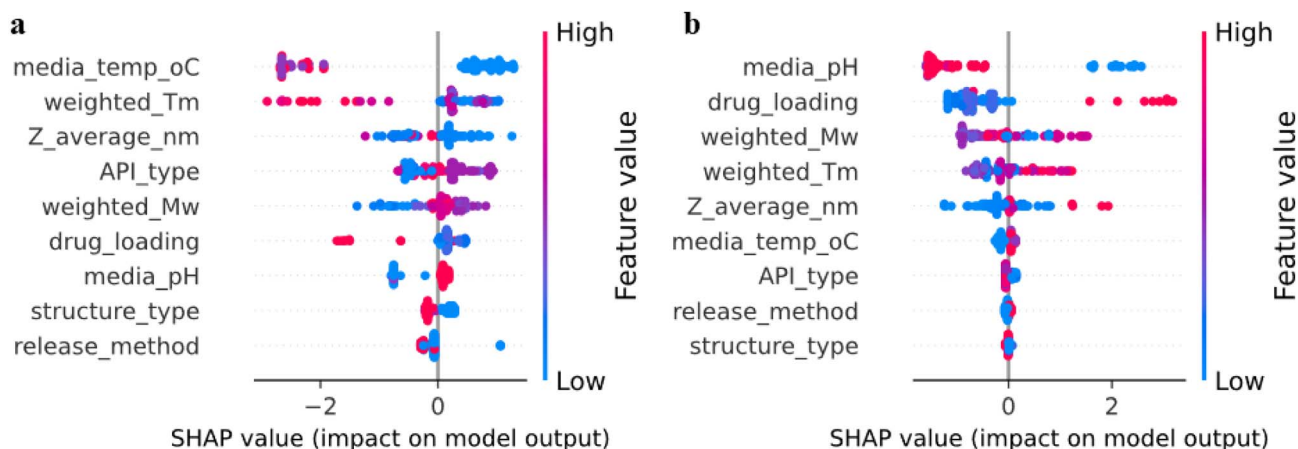 a
High
media_temp_oC
weighted_Tm
Z_average_nm
API_type
weighted_Mw
drug_loading
media_pH
structure_type
release_method
Low
Feature value
−2
0
SHAP value (impact on model output)
b
High
media_pH
drug_loading
weighted_Mw
weighted_Tm
Z_average_nm
media_temp_oC
API_type
release_method
structure_type
Low
Feature value
0
2
SHAP value (impact on model output)